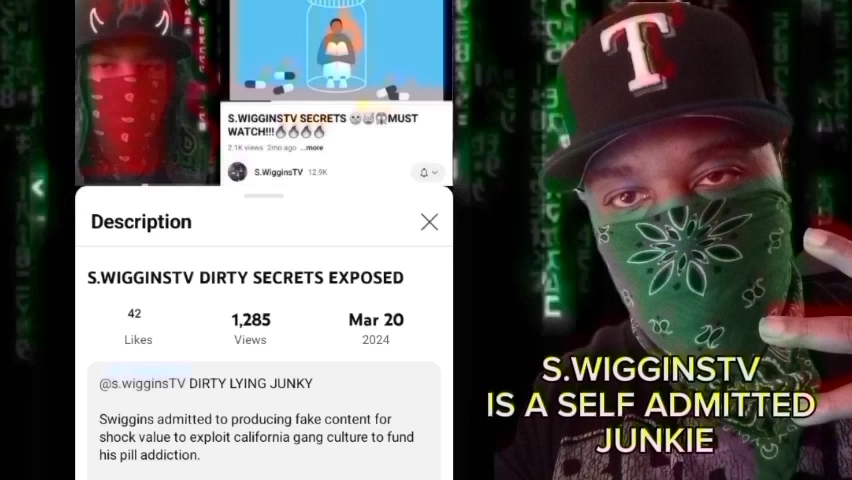 S.WIGGINSTV SECRETS MUST
WATCH!!!
2.1K views 2mo ago ...more
S.WigginsTV 12.9K
Description
S.WIGGINSTV DIRTY SECRETS EXPOSED
42 1,285 Mar 20
Likes Views 2024
@s.wigginsTV DIRTY LYING JUNKY
Swiggins admitted to producing fake content for
shock value to exploit california gang culture to fund
his pill addiction.
T
S.WIGGINSTV
IS A SELF ADMITTED
JUNKIE